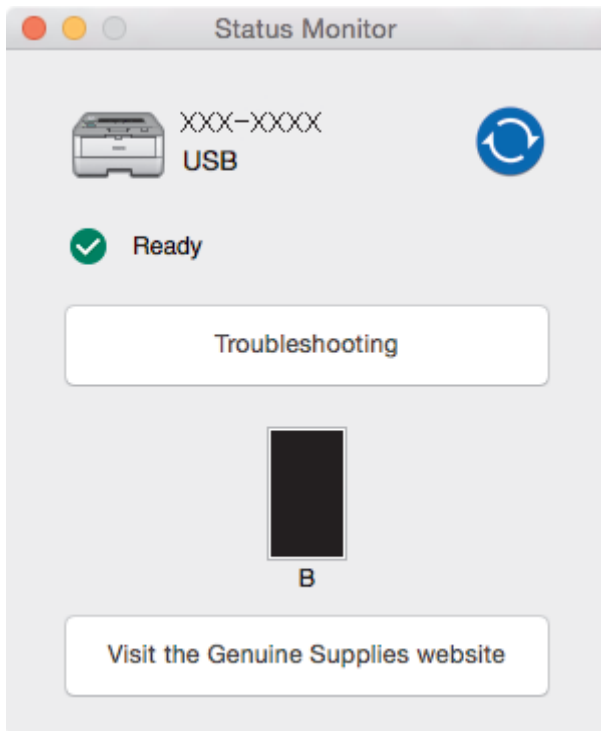 Status Monitor
XXX-XXXX
USB
Ready
Troubleshooting
B
Visit the Genuine Supplies website